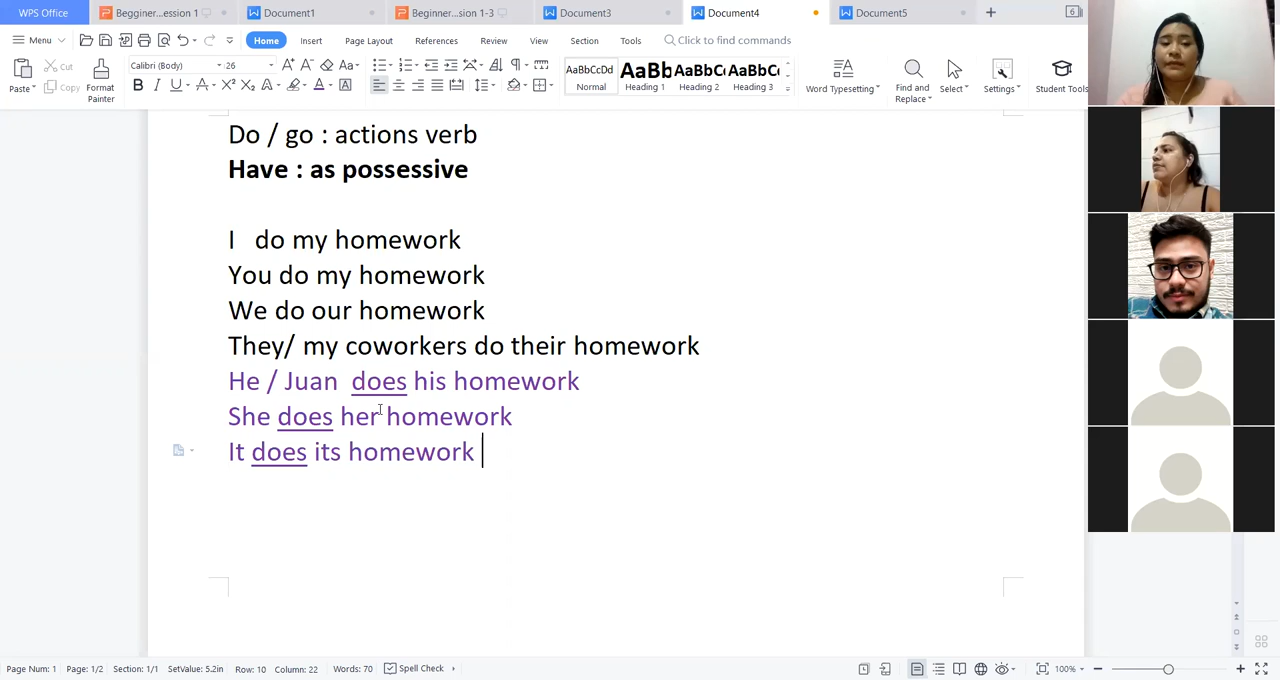 WPS Office Begginer...ession 1 Document1 Beginner...sion 1-3 Document3 Document4 Document5 6
Menu Home Insert Page Layout References Review View Section Tools Click to find commands
Paste Cut Copy Format Painter Calibri (Body) 26 AaBbCcDd Normal AaBb Heading 1 AaBbCc Heading 2 AaBbCc Heading 3 Word Typesetting Find and Replace Select Settings Student Tools
Do / go : actions verb
Have : as possessive
I do my homework
You do my homework
We do our homework
They/ my coworkers do their homework
He / Juan does his homework
She does her homework
It does its homework
Page Num: 1 Page: 1/2 Section: 1/1 SetValue: 5.2in Row: 10 Column: 22 Words: 70 Spell Check 100%